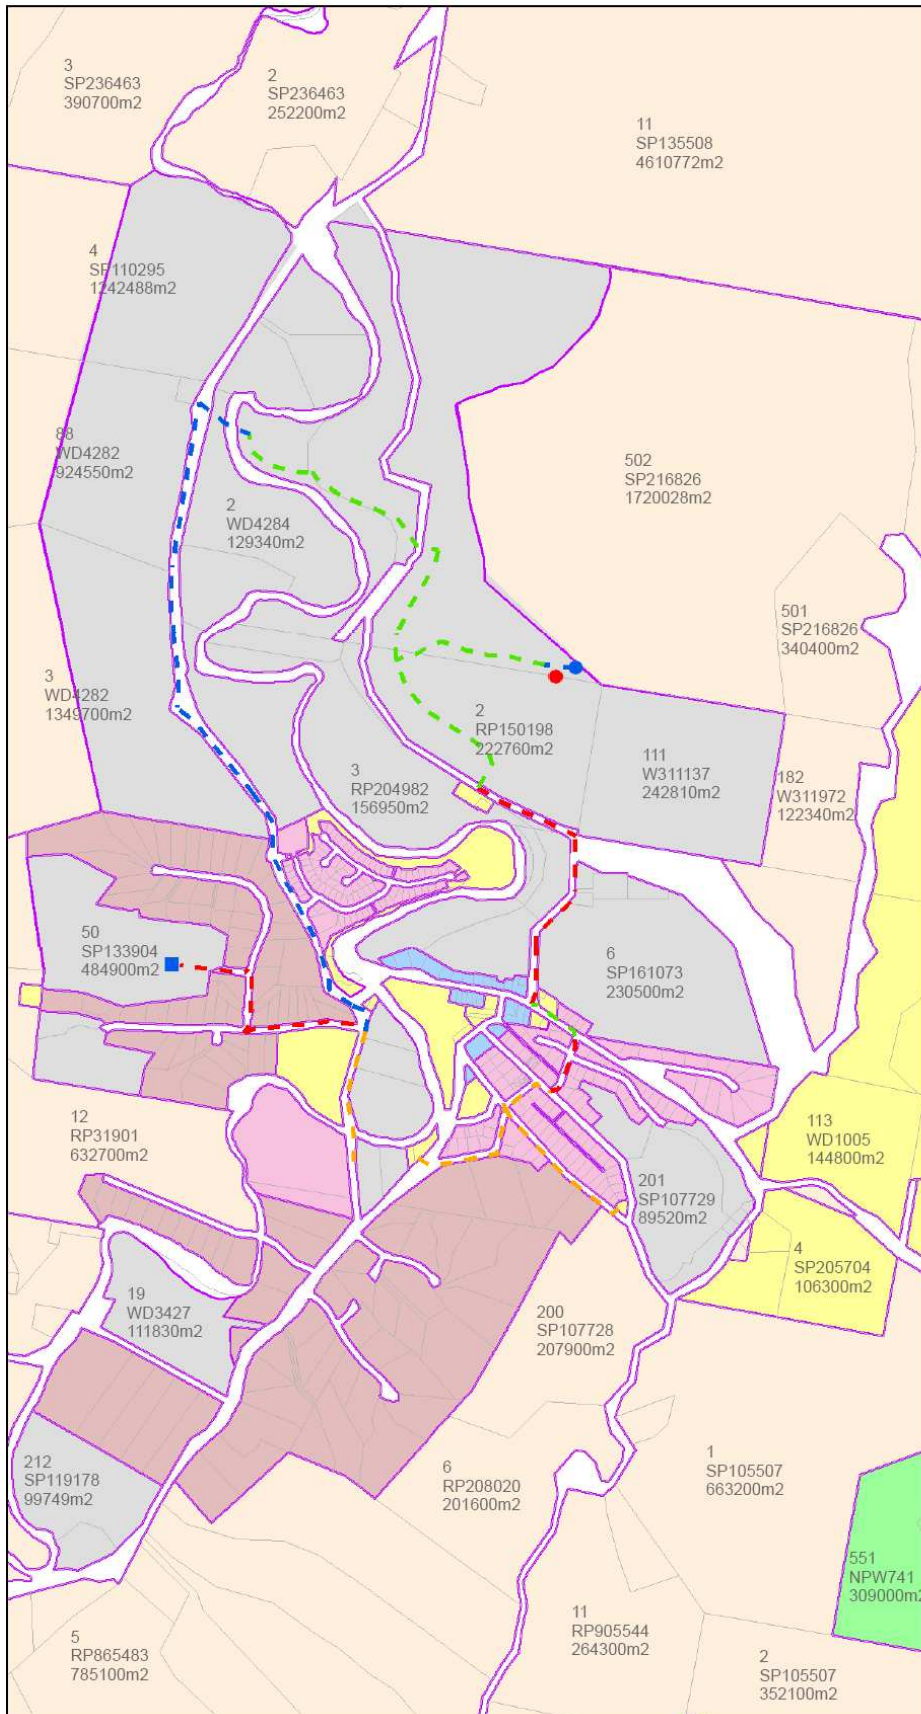 3
SP236463
390700m2
2
SP236463
252200m2
11
SP135508
4610772m2
4
SP110295
1242488m2
88
WD4282
924550m2
502
SP216826
1720028m2
2
WD4284
129340m2
501
SP216826
340400m2
3
WD4282
1349700m2
2
RP150198
222760m2
111
W311137
242810m2
3
RP204982
156950m2
182
W311972
122340m2
50
SP133904
484900m2
6
SP161073
230500m2
12
RP31901
632700m2
113
WD1005
144800m2
201
SP107729
89520m2
4
SP205704
106300m2
19
WD3427
111830m2
200
SP107728
207900m2
212
SP119178
99749m2
6
RP208020
201600m2
1
SP105507
663200m2
551
NPW741
309000m2
11
RP905544
264300m2
5
RP865483
785100m2
2
SP105507
352100m2